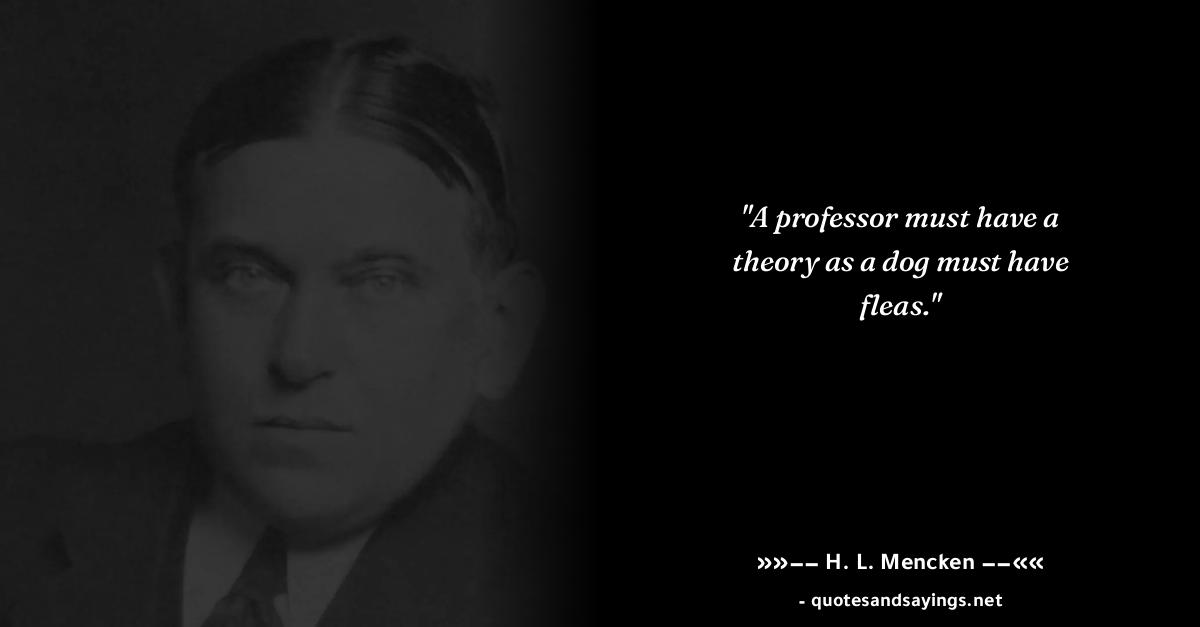 "A professor must have a
theory as a dog must have
fleas."
»»−− H. L. Mencken −−««
- quotesandsayings.net